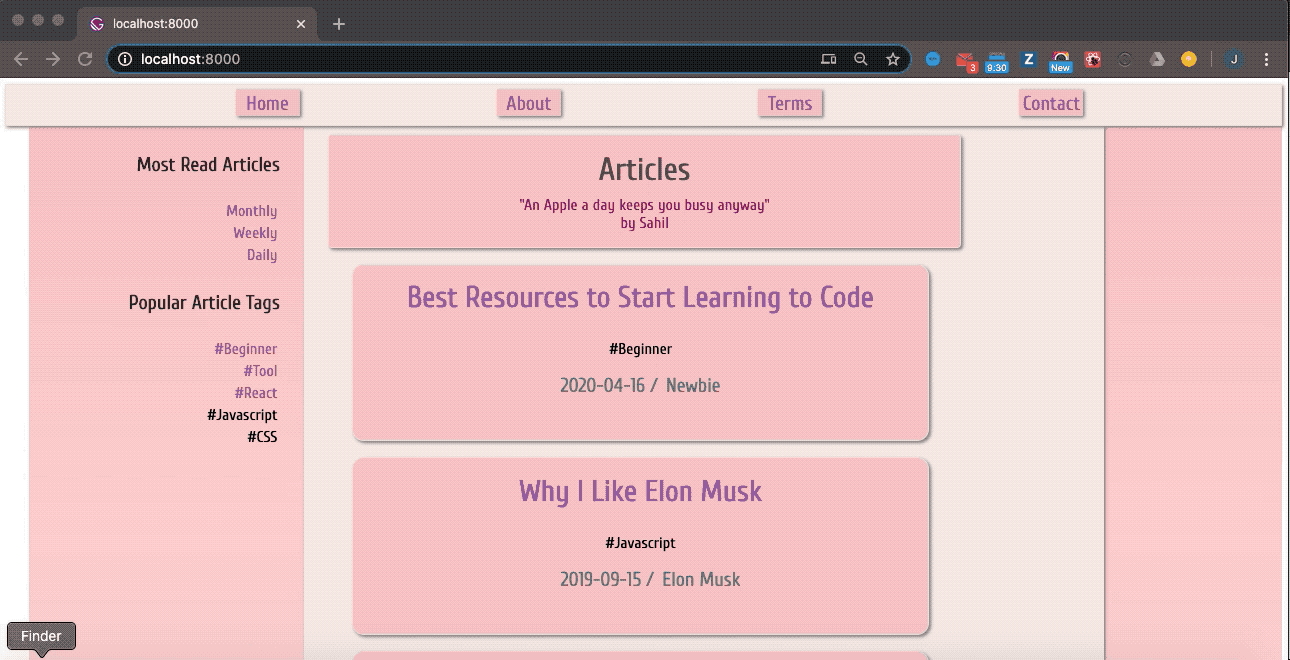 localhost:8000
localhost:8000
3
9.30
Z
New
J
Home About Terms Contact
Most Read Articles
Monthly
Weekly
Daily
Popular Article Tags
#Beginner
#Tool
#React
#Javascript
#CSS
Articles
"An Apple a day keeps you busy anyway"
by Sahil
Best Resources to Start Learning to Code
#Beginner
2020-04-16 / Newbie
Why I Like Elon Musk
#Javascript
2019-09-15 / Elon Musk
Finder